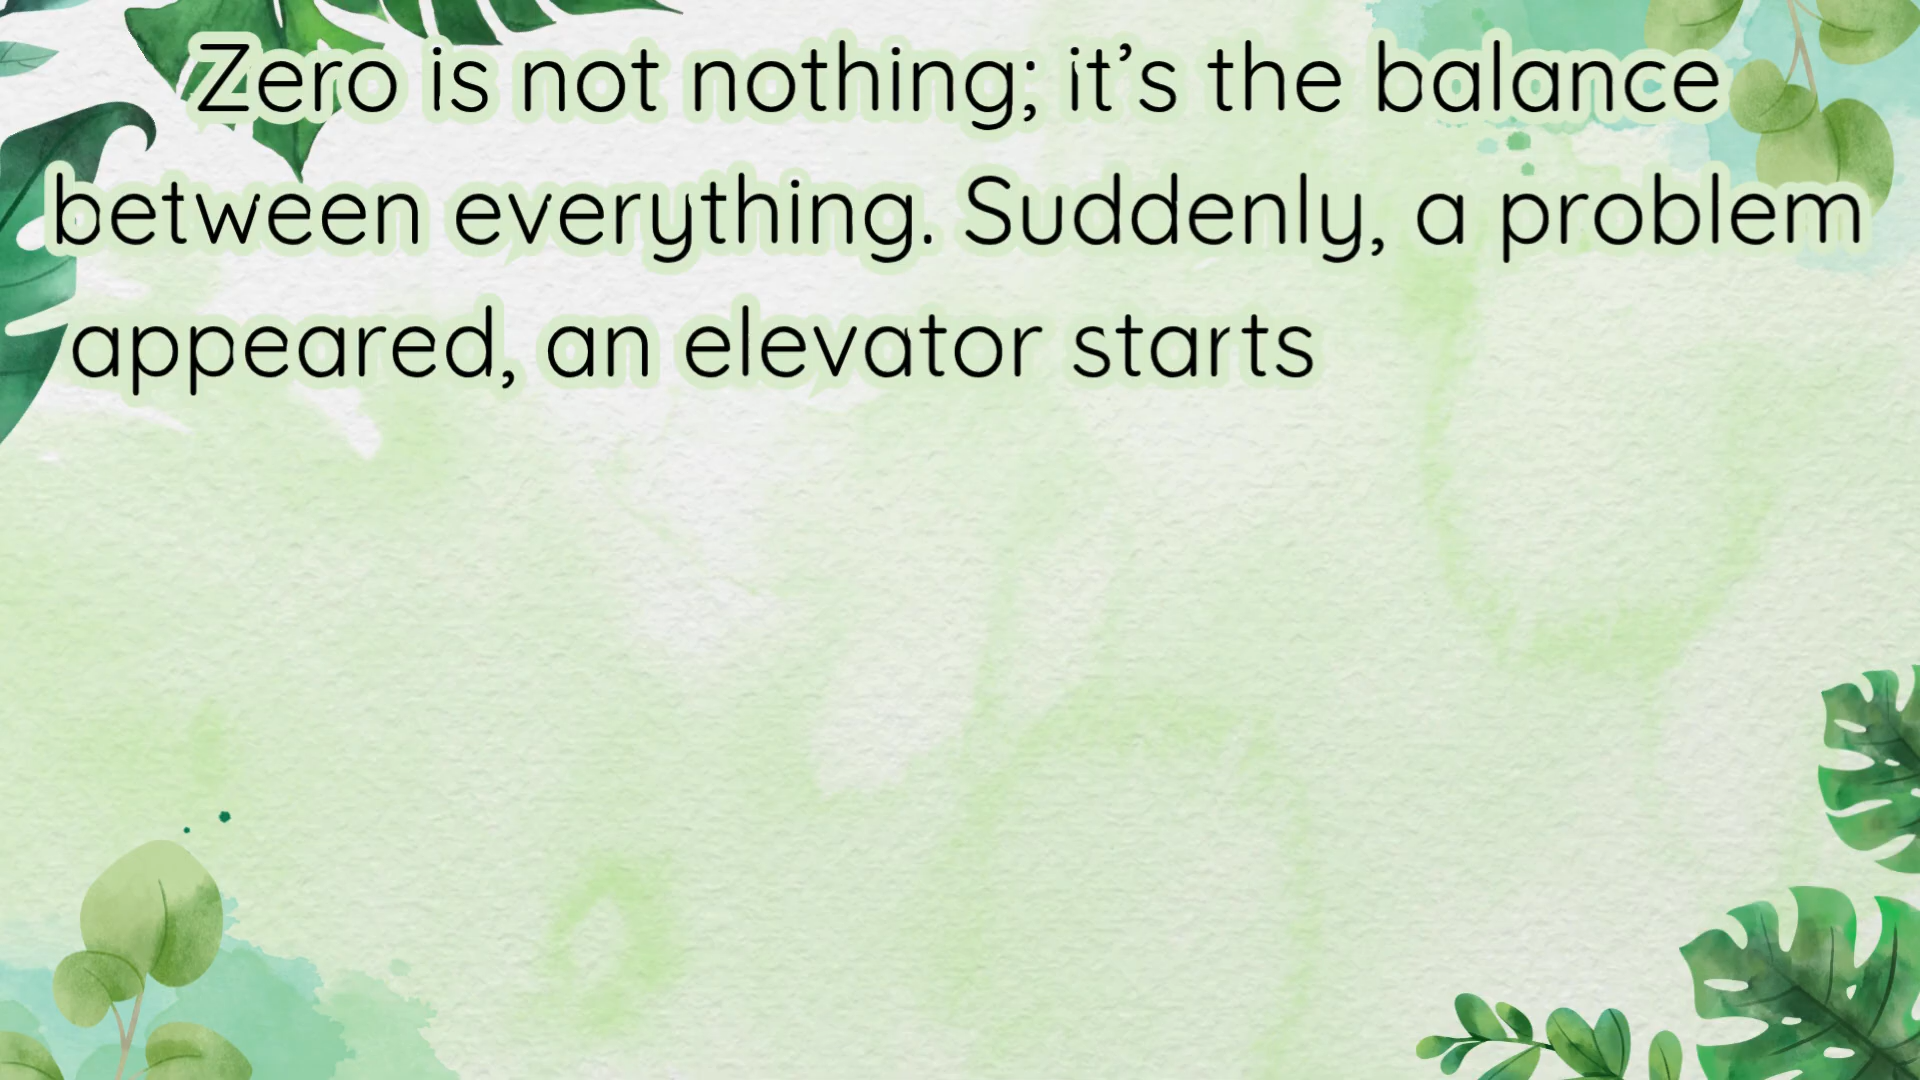 Zero is not nothing; it’s the balance
between everything. Suddenly, a problem
appeared, an elevator starts